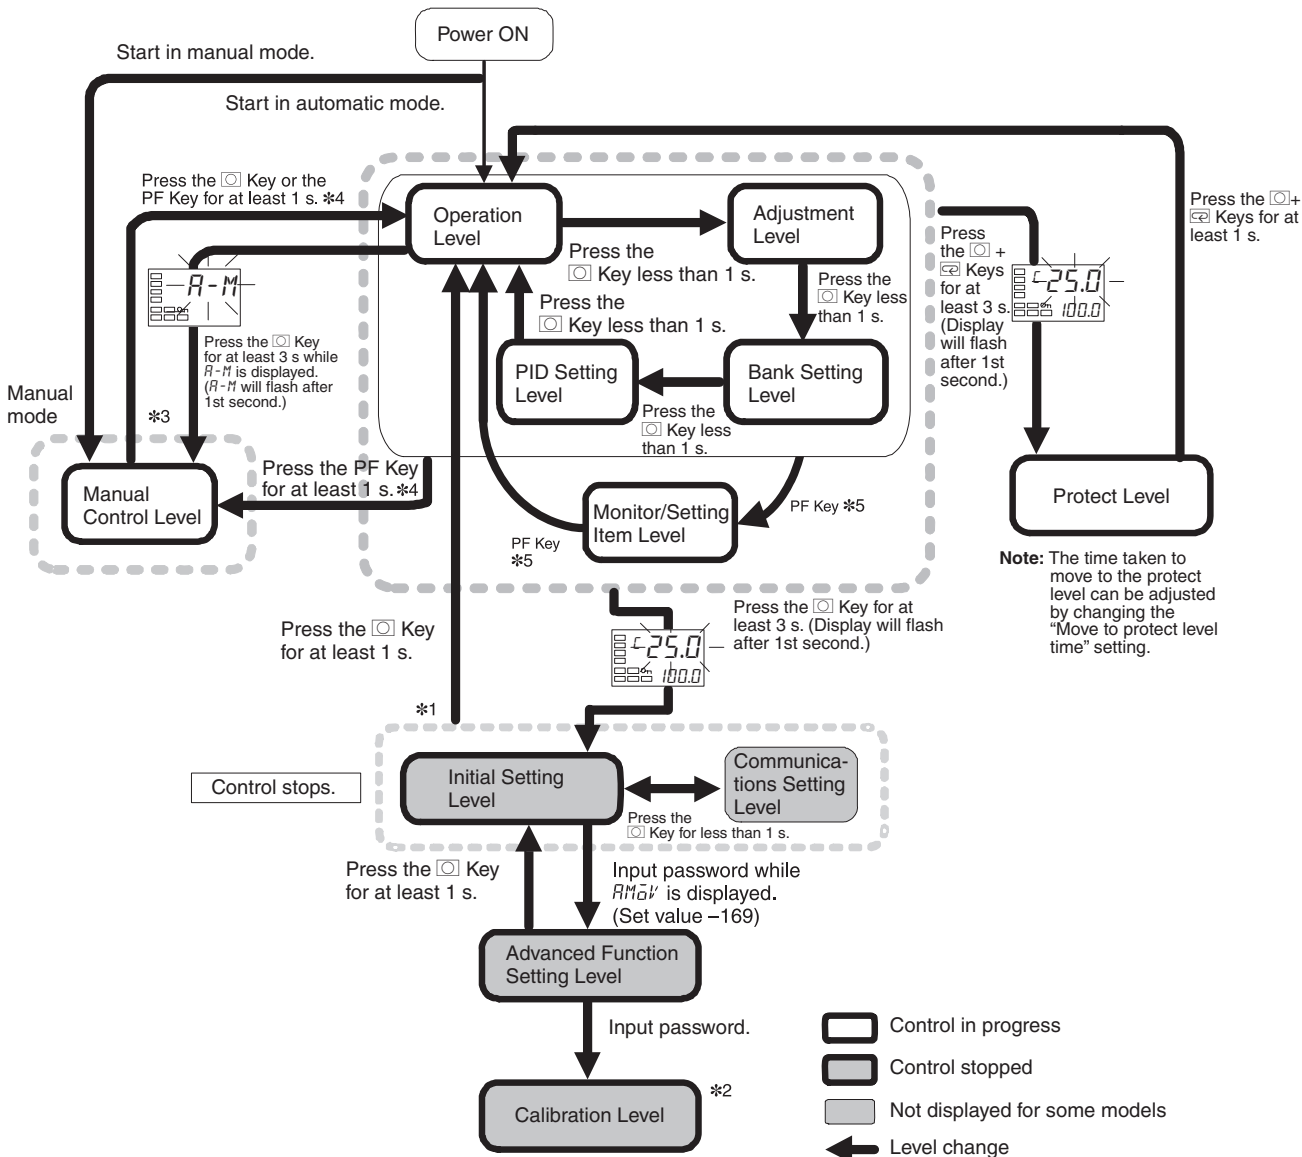 Power ON
Start in manual mode.
Start in automatic mode.
Press the Key or the
PF Key for at least 1 s. *4
Operation
Level
Adjustment
Level
Press the
Key less than 1 s.
Press the
Key less
than 1 s.
Press the
Key less than 1 s.
PID Setting
Level
Bank Setting
Level
Press the
Key less
than 1 s.
A-M
Press the Key
for at least 3 s while
A-M is displayed.
(A-M will flash after
1st second.)
Manual
mode
*3
Manual
Control Level
Press the PF Key
for at least 1 s. *4
Monitor/Setting
Item Level
PF Key *5
PF Key
*5
Press
the +
Keys
for at
least 3 s.
(Display
will flash
after 1st
second.)
C 25.0
100.0
Press the +
Keys for at
least 1 s.
Protect Level
Note: The time taken to
move to the protect
level can be adjusted
by changing the
“Move to protect level
time” setting.
Press the Key
for at least 1 s.
Press the Key for at
least 3 s. (Display will flash
after 1st second.)
C 25.0
100.0
*1
Control stops.
Initial Setting
Level
Communica-
tions Setting
Level
Press the
Key for less than 1 s.
Press the Key
for at least 1 s.
Input password while
AMoV is displayed.
(Set value –169)
Advanced Function
Setting Level
Input password.
Calibration Level
*2
Control in progress
Control stopped
Not displayed for some models
Level change